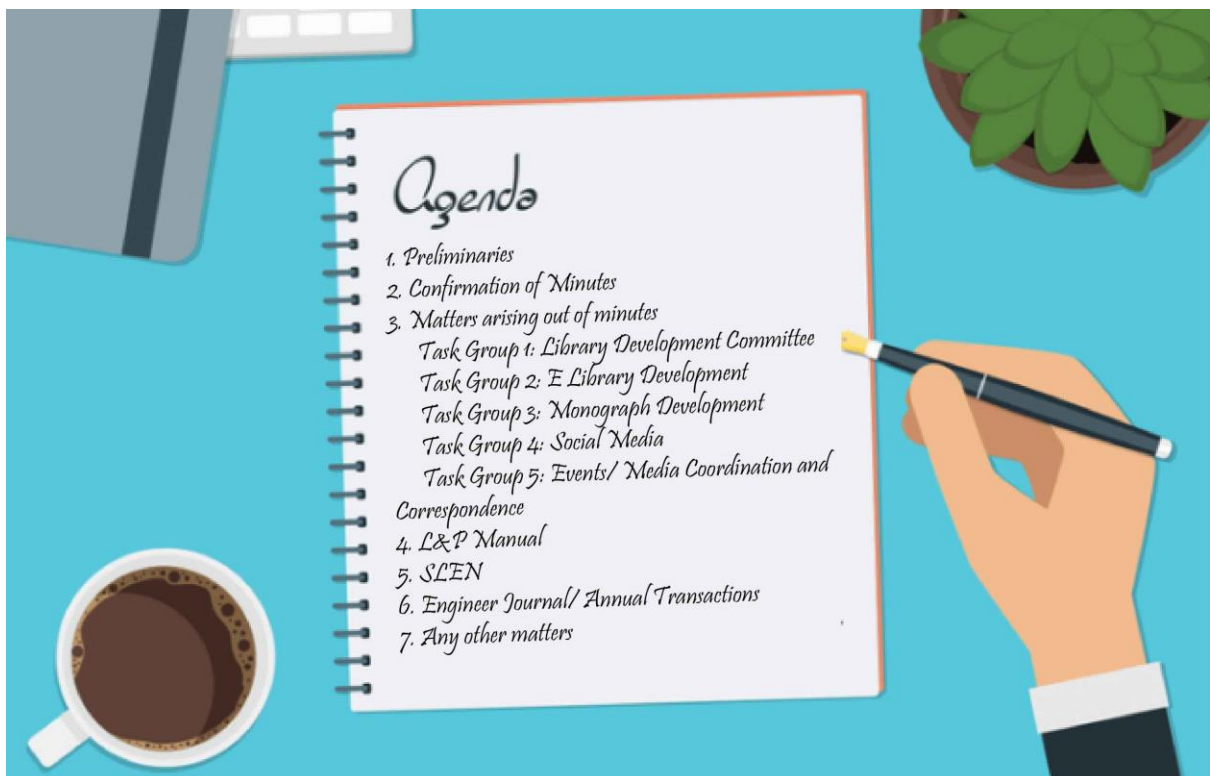 Agenda
1. Preliminaries
2. Confirmation of Minutes
3. Matters arising out of minutes
Task Group 1: Library Development Committee
Task Group 2: E Library Development
Task Group 3: Monograph Development
Task Group 4: Social Media
Task Group 5: Events/ Media Coordination and
Correspondence
4. L&P Manual
5. SLEN
6. Engineer Journal/ Annual Transactions
7. Any other matters